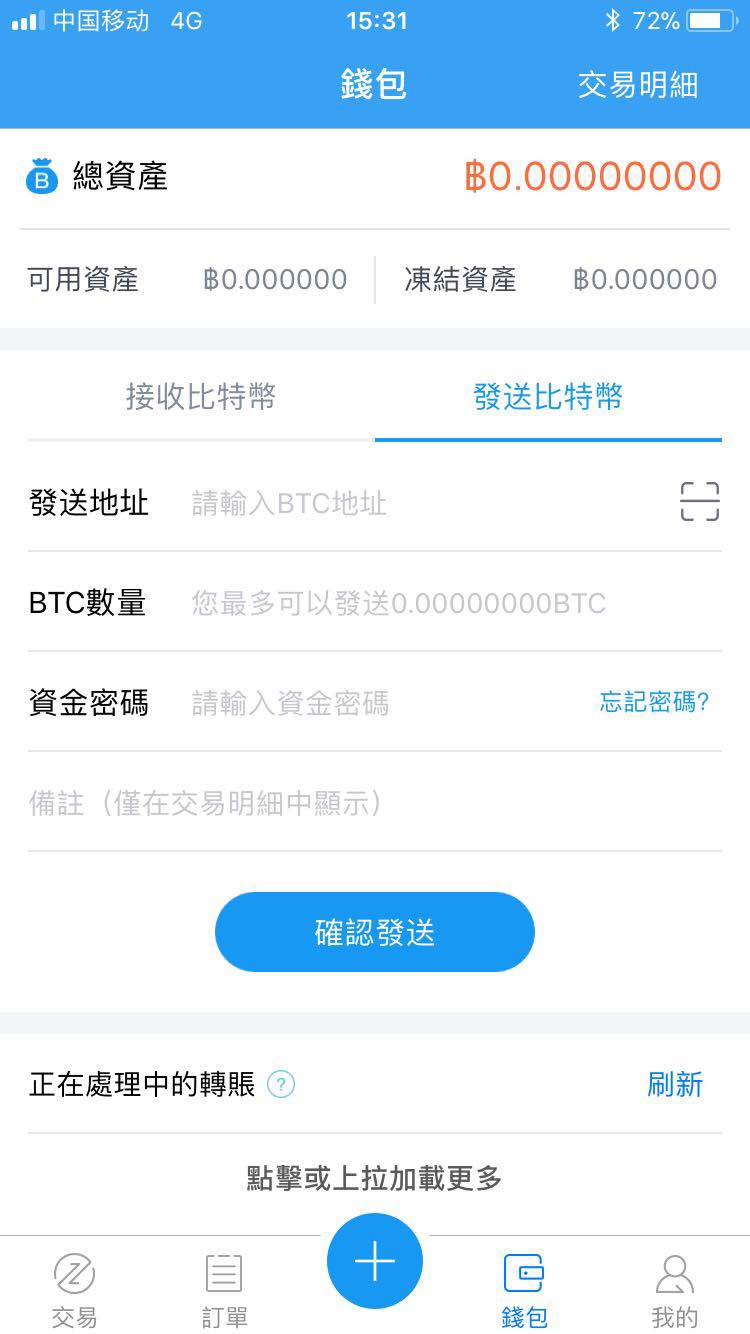 中国移动 4G 15:31 72%
錢包 交易明細
總資產 ฿0.00000000
可用資產 ฿0.000000 凍結資產 ฿0.000000
接收比特幣 發送比特幣
發送地址 請輸入BTC地址
BTC數量 您最多可以發送0.00000000BTC
資金密碼 請輸入資金密碼 忘記密碼?
備註（僅在交易明細中顯示）
確認發送
正在處理中的轉賬 ? 刷新
點擊或上拉加載更多
交易 訂單 錢包 我的